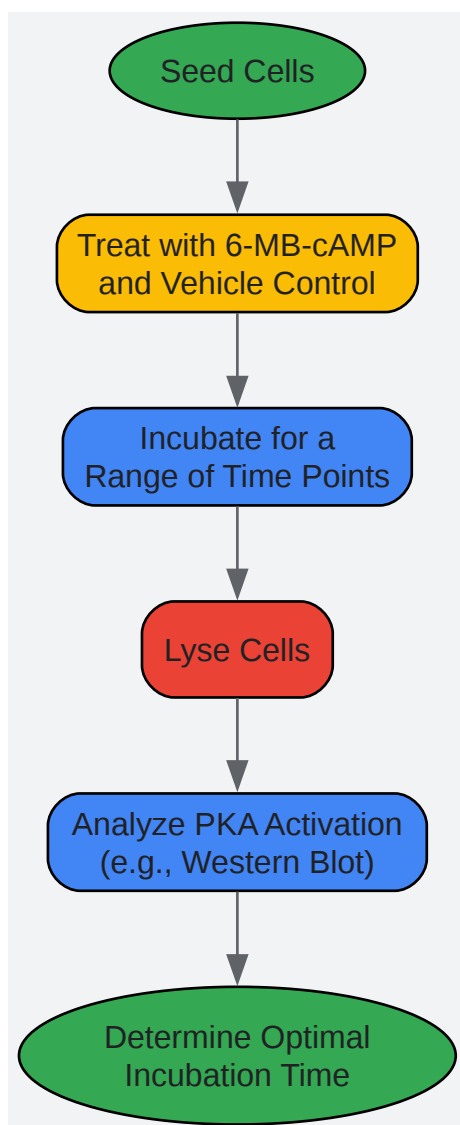 Seed Cells
Treat with 6-MB-cAMP
and Vehicle Control
Incubate for a
Range of Time Points
Lyse Cells
Analyze PKA Activation
(e.g., Western Blot)
Determine Optimal
Incubation Time